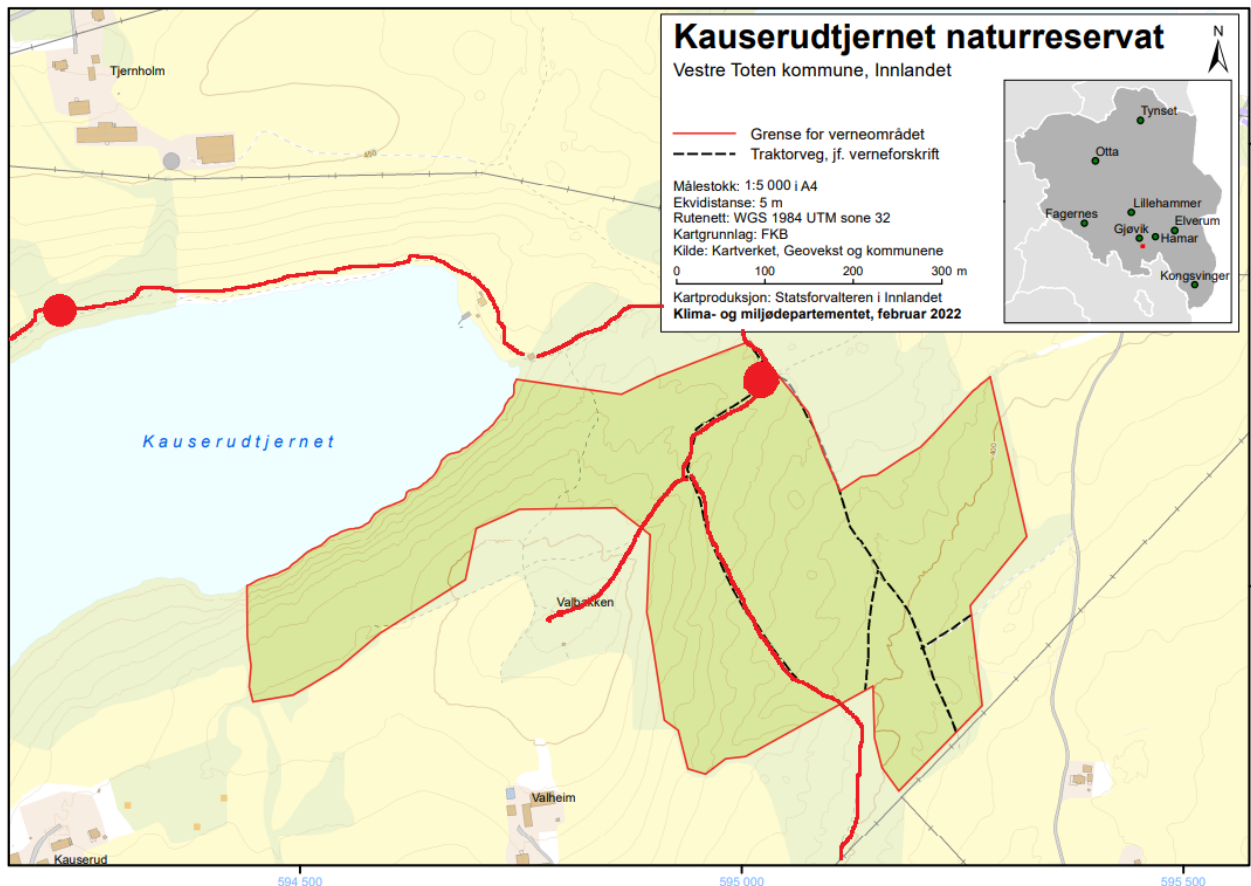 Kauserudtjernet naturreservat
Vestre Toten kommune, Innlandet
N
Grense for verneområdet
Traktorveg, jf. verneforskrift
Målestokk: 1:5 000 i A4
Ekvidistanse: 5 m
Rutenett: WGS 1984 UTM sone 32
Kartgrunnlag: FKB
Kilde: Kartverket, Geovekst og kommunene
0 100 200 300 m
Kartproduksjon: Statsforvalteren i Innlandet
Klima- og miljødepartementet, februar 2022
Tynset
Otta
Lillehammer
Fagernes
Elverum
Gjøvik
Hamar
Kongsvinger
Tjernholm
400
Kauserudtjernet
400
Valbakken
Valheim
Kauserud
594 500
595 000
595 500